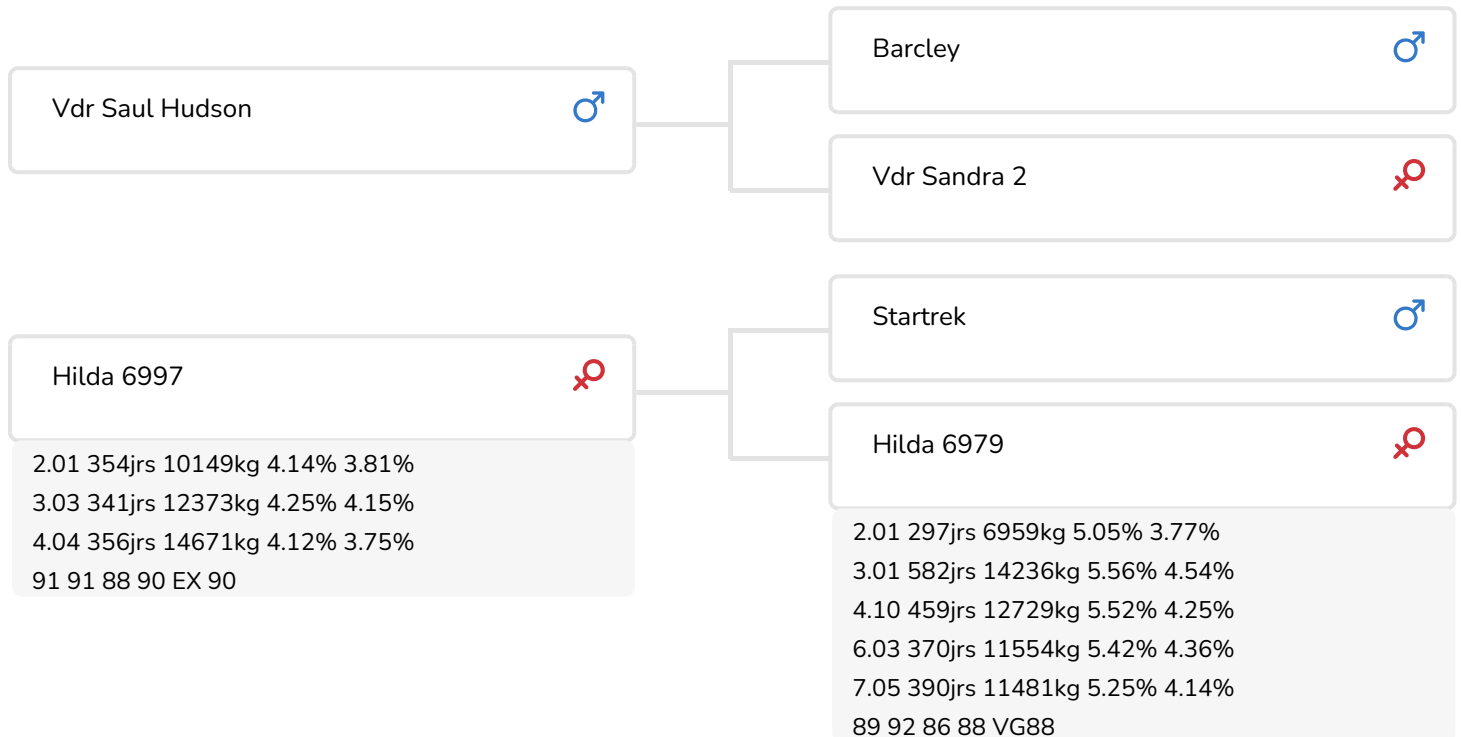 Vdr Saul Hudson
Barcley
Vdr Sandra 2
Hilda 6997
2.01 354jrs 10149kg 4.14% 3.81%
3.03 341jrs 12373kg 4.25% 4.15%
4.04 356jrs 14671kg 4.12% 3.75%
91 91 88 90 EX 90
Startrek
Hilda 6979
2.01 297jrs 6959kg 5.05% 3.77%
3.01 582jrs 14236kg 5.56% 4.54%
4.10 459jrs 12729kg 5.52% 4.25%
6.03 370jrs 11554kg 5.42% 4.36%
7.05 390jrs 11481kg 5.25% 4.14%
89 92 86 88 VG88